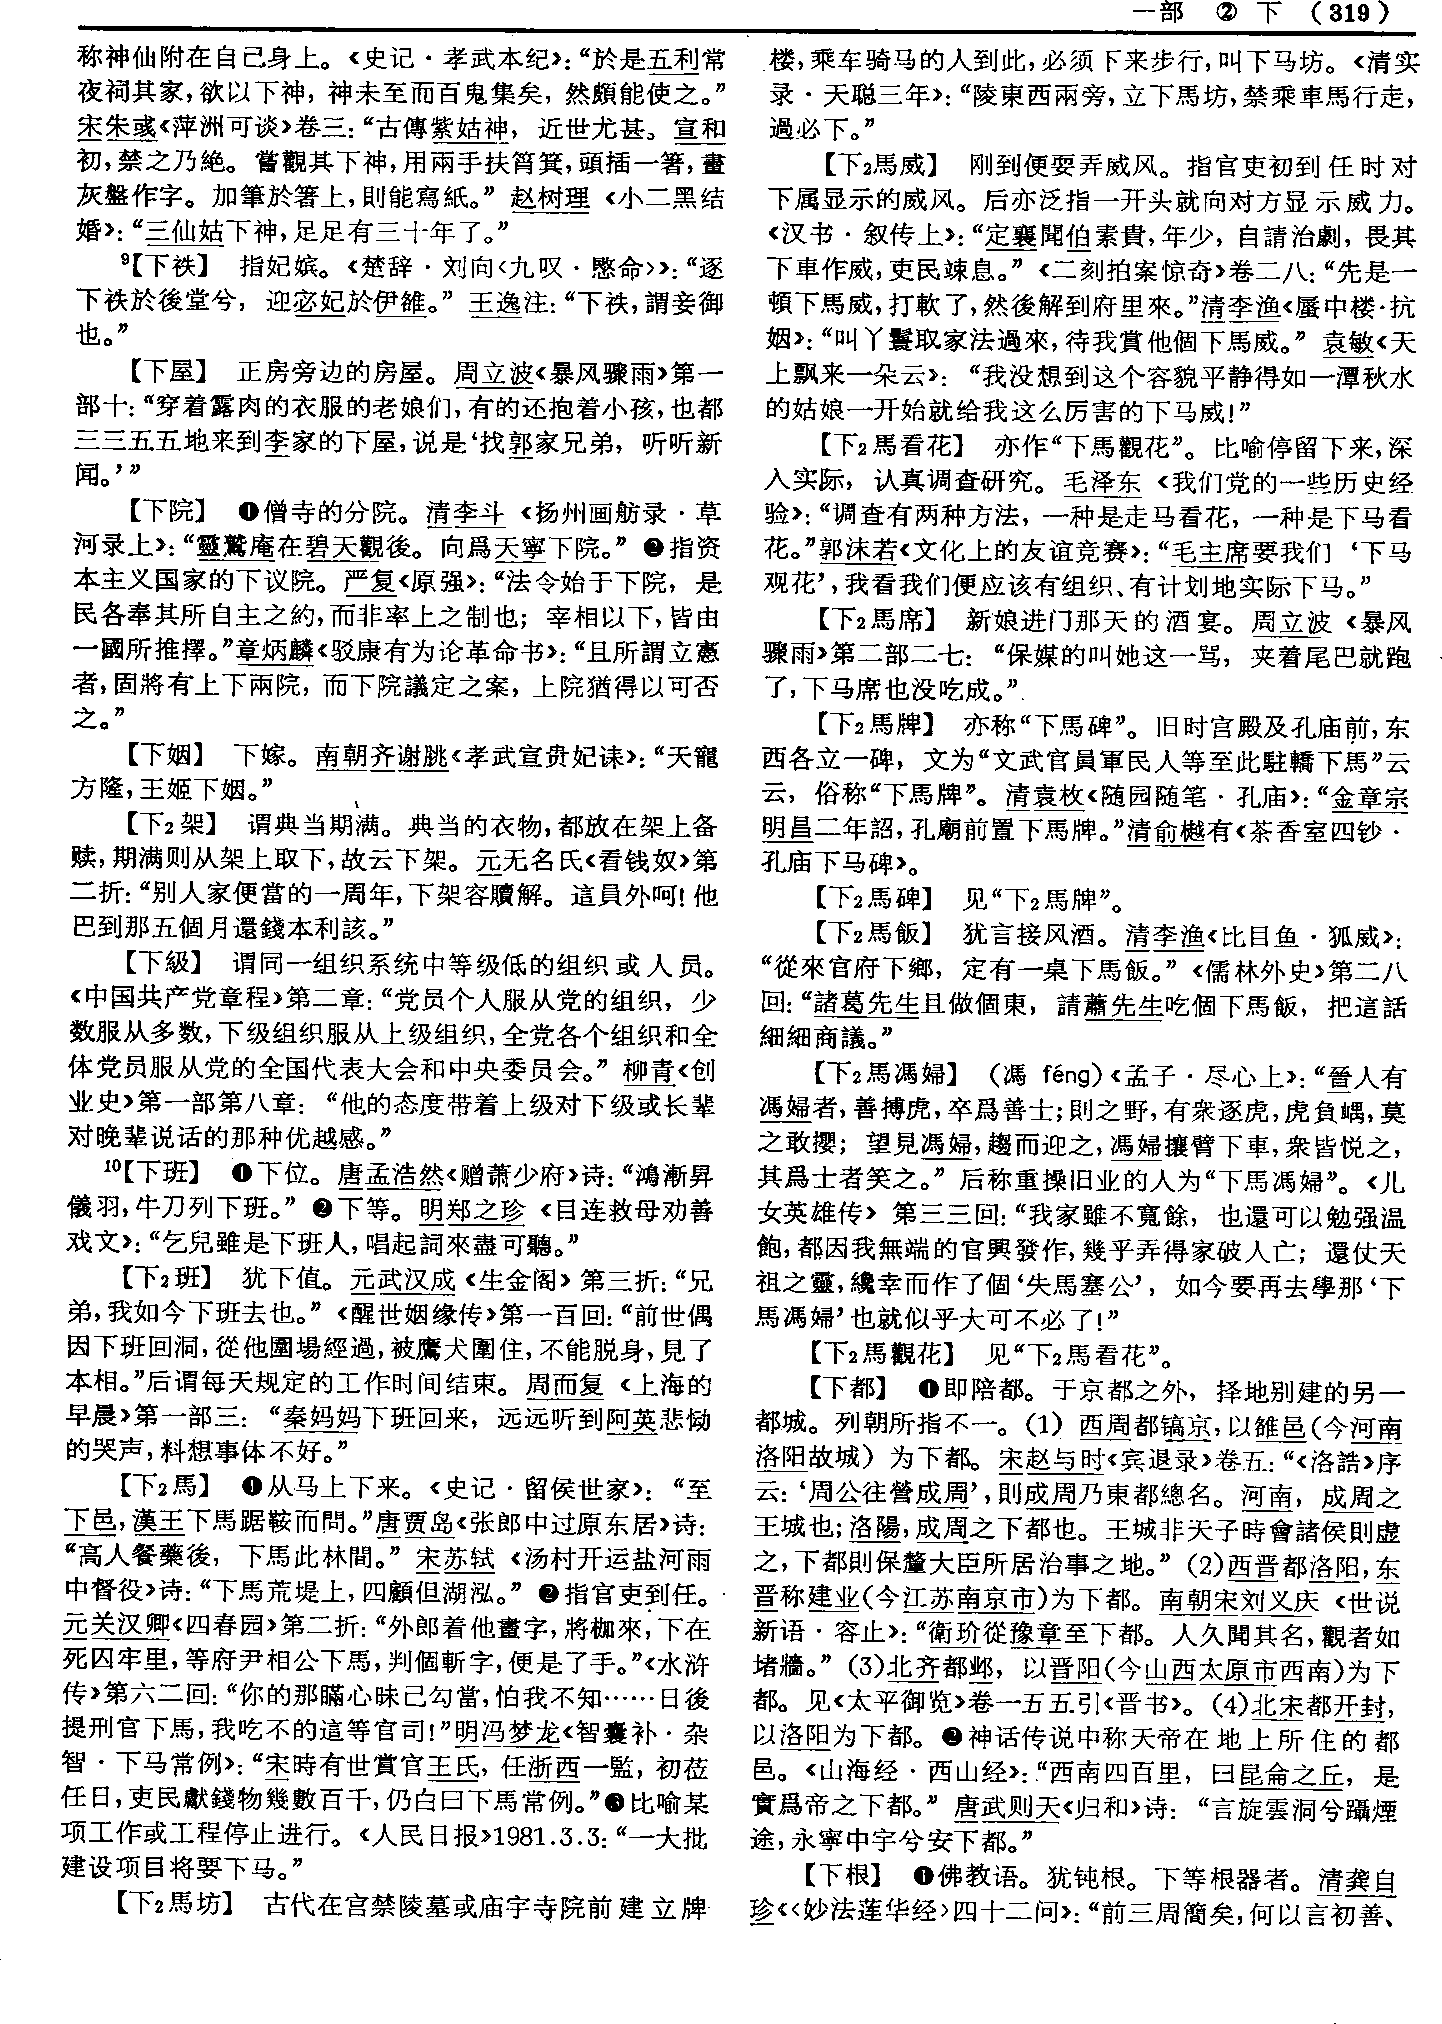 一部 ② 下 （319）
称神仙附在自己身上。《史记·孝武本纪》：“於是五利常
夜祠其家，欲以下神，神未至而百鬼集矣，然頗能使之。”
宋朱彧《萍洲可谈》卷三：“古傳紫姑神，近世尤甚。宣和
初，禁之乃絶。嘗觀其下神，用兩手扶筲箕，頭插一箸，畫
灰盤作字。加筆於箸上，則能寫紙。”赵树理《小二黑结
婚》：“三仙姑下神，足足有三十年了。”
⁹【下袟】 指妃嫔。《楚辞·刘向〈九叹·愍命〉》：“逐
下袟於後堂兮，迎宓妃於伊雒。”王逸注：“下袟，謂妾御
也。”
【下屋】 正房旁边的房屋。周立波《暴风骤雨》第一
部十：“穿着露肉的衣服的老娘们，有的还抱着小孩，也都
三三五五地来到李家的下屋，说是‘找郭家兄弟，听听新
闻。’”
【下院】 ❶僧寺的分院。清李斗《扬州画舫录·草
河录上》：“靈鷲庵在碧天觀後。向爲天寧下院。”❷指资
本主义国家的下议院。严复《原强》：“法令始于下院，是
民各奉其所自主之約，而非率上之制也；宰相以下，皆由
一國所推擇。”章炳麟《驳康有为论革命书》：“且所謂立憲
者，固將有上下兩院，而下院議定之案，上院猶得以可否
之。”
【下姻】 下嫁。南朝齐谢朓《孝武宣贵妃诔》：“天寵
方隆，王姬下姻。”
【下₂架】 谓典当期满。典当的衣物，都放在架上备
赎，期满则从架上取下，故云下架。元无名氏《看钱奴》第
二折：“别人家便當的一周年，下架容贖解。這員外呵！他
巴到那五個月還錢本利該。”
【下級】 谓同一组织系统中等级低的组织或人员。
《中国共产党章程》第二章：“党员个人服从党的组织，少
数服从多数，下级组织服从上级组织，全党各个组织和全
体党员服从党的全国代表大会和中央委员会。”柳青《创
业史》第一部第八章：“他的态度带着上级对下级或长辈
对晚辈说话的那种优越感。”
¹⁰【下班】 ❶下位。唐孟浩然《赠萧少府》诗：“鴻漸昇
儀羽，牛刀列下班。”❷下等。明郑之珍《目连救母劝善
戏文》：“乞兒雖是下班人，唱起詞來盡可聽。”
【下₂班】 犹下值。元武汉成《生金阁》第三折：“兄
弟，我如今下班去也。”《醒世姻缘传》第一百回：“前世偶
因下班回洞，從他圍場經過，被鷹犬圍住，不能脱身，見了
本相。”后谓每天规定的工作时间结束。周而复《上海的
早晨》第一部三：“秦妈妈下班回来，远远听到阿英悲恸
的哭声，料想事体不好。”
【下₂馬】 ❶从马上下来。《史记·留侯世家》：“至
下邑，漢王下馬踞鞍而問。”唐贾岛《张郎中过原东居》诗：
“高人餐藥後，下馬此林間。”宋苏轼《汤村开运盐河雨
中督役》诗：“下馬荒堤上，四顧但湖泓。”❷指官吏到任。
元关汉卿《四春园》第二折：“外郎着他畫字，將枷來，下在
死囚牢里，等府尹相公下馬，判個斬字，便是了手。”《水浒
传》第六二回：“你的那瞞心昧己勾當，怕我不知……日後
提刑官下馬，我吃不的這等官司！”明冯梦龙《智囊补·杂
智·下马常例》：“宋時有世賞官王氏，任浙西一監，初莅
任日，吏民獻錢物幾數百千，仍白曰下馬常例。”❸比喻某
项工作或工程停止进行。《人民日报》1981.3.3：“一大批
建设项目将要下马。”
【下₂馬坊】 古代在宫禁陵墓或庙宇寺院前建立牌
楼，乘车骑马的人到此，必须下来步行，叫下马坊。《清实
录·天聪三年》：“陵東西兩旁，立下馬坊，禁乘車馬行走，
過必下。”
【下₂馬威】 刚到便耍弄威风。指官吏初到任时对
下属显示的威风。后亦泛指一开头就向对方显示威力。
《汉书·叙传上》：“定襄聞伯素貴，年少，自請治劇，畏其
下車作威，吏民竦息。”《二刻拍案惊奇》卷二八：“先是一
頓下馬威，打軟了，然後解到府里來。”清李渔《蜃中楼·抗
姻》：“叫丫鬟取家法過來，待我賞他個下馬威。”袁敏《天
上飘来一朵云》：“我没想到这个容貌平静得如一潭秋水
的姑娘一开始就给我这么厉害的下马威！”
【下₂馬看花】 亦作“下馬觀花”。比喻停留下来，深
入实际，认真调查研究。毛泽东《我们党的一些历史经
验》：“调查有两种方法，一种是走马看花，一种是下马看
花。”郭沫若《文化上的友谊竞赛》：“毛主席要我们‘下马
观花’，我看我们便应该有组织、有计划地实际下马。”
【下₂馬席】 新娘进门那天的酒宴。周立波《暴风
骤雨》第二部二七：“保媒的叫她这一骂，夹着尾巴就跑
了，下马席也没吃成。”
【下₂馬牌】 亦称“下馬碑”。旧时宫殿及孔庙前，东
西各立一碑，文为“文武官員軍民人等至此駐轎下馬”云
云，俗称“下馬牌”。清袁枚《随园随笔·孔庙》：“金章宗
明昌二年詔，孔廟前置下馬牌。”清俞樾有《茶香室四钞·
孔庙下马碑》。
【下₂馬碑】 见“下₂馬牌”。
【下₂馬飯】 犹言接风酒。清李渔《比目鱼·狐威》：
“從來官府下鄉，定有一桌下馬飯。”《儒林外史》第二八
回：“諸葛先生且做個東，請蕭先生吃個下馬飯，把這話
細細商議。”
【下₂馬馮婦】 （馮 féng）《孟子·尽心上》：“晉人有
馮婦者，善搏虎，卒爲善士；則之野，有衆逐虎，虎負嵎，莫
之敢攖；望見馮婦，趨而迎之，馮婦攘臂下車，衆皆悦之，
其爲士者笑之。”后称重操旧业的人为“下馬馮婦”。《儿
女英雄传》第三三回：“我家雖不寬餘，也還可以勉强温
飽，都因我無端的官興發作，幾乎弄得家破人亡；還仗天
祖之靈，纔幸而作了個‘失馬塞公’，如今要再去學那‘下
馬馮婦’也就似乎大可不必了！”
【下₂馬觀花】 见“下₂馬看花”。
【下都】 ❶即陪都。于京都之外，择地别建的另一
都城。列朝所指不一。（1）西周都镐京，以雒邑（今河南
洛阳故城）为下都。宋赵与时《宾退录》卷五：“《洛誥》序
云：‘周公往營成周’，則成周乃東都總名。河南，成周之
王城也；洛陽，成周之下都也。王城非天子時會諸侯則虚
之，下都則保釐大臣所居治事之地。”（2）西晋都洛阳，东
晋称建业（今江苏南京市）为下都。南朝宋刘义庆《世说
新语·容止》：“衛玠從豫章至下都。人久聞其名，觀者如
堵牆。”（3）北齐都邺，以晋阳（今山西太原市西南）为下
都。见《太平御览》卷一五五引《晋书》。（4）北宋都开封，
以洛阳为下都。❷神话传说中称天帝在地上所住的都
邑。《山海经·西山经》：“西南四百里，曰昆侖之丘，是
實爲帝之下都。”唐武则天《归和》诗：“言旋雲洞兮躡煙
途，永寧中宇兮安下都。”
【下根】 ❶佛教语。犹钝根。下等根器者。清龚自
珍《〈妙法莲华经〉四十二问》：“前三周簡矣，何以言初善、